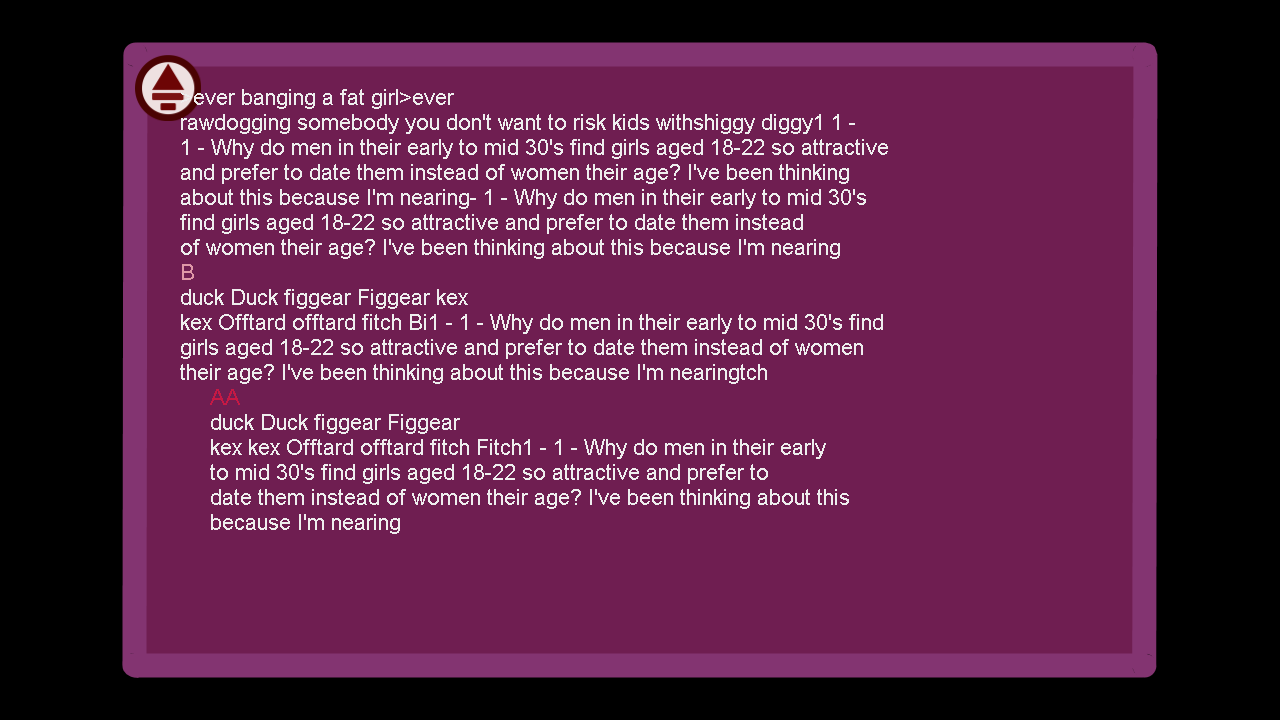 ever banging a fat girl>ever
rawdogging somebody you don't want to risk kids withshiggy diggy1 1 -
1 - Why do men in their early to mid 30's find girls aged 18-22 so attractive
and prefer to date them instead of women their age? I've been thinking
about this because I'm nearing- 1 - Why do men in their early to mid 30's
find girls aged 18-22 so attractive and prefer to date them instead
of women their age? I've been thinking about this because I'm nearing
B
duck Duck figgear Figgear kex
kex Offtard offtard fitch Bi1 - 1 - Why do men in their early to mid 30's find
girls aged 18-22 so attractive and prefer to date them instead of women
their age? I've been thinking about this because I'm nearingtch
AA
duck Duck figgear Figgear
kex kex Offtard offtard fitch Fitch1 - 1 - Why do men in their early
to mid 30's find girls aged 18-22 so attractive and prefer to
date them instead of women their age? I've been thinking about this
because I'm nearing